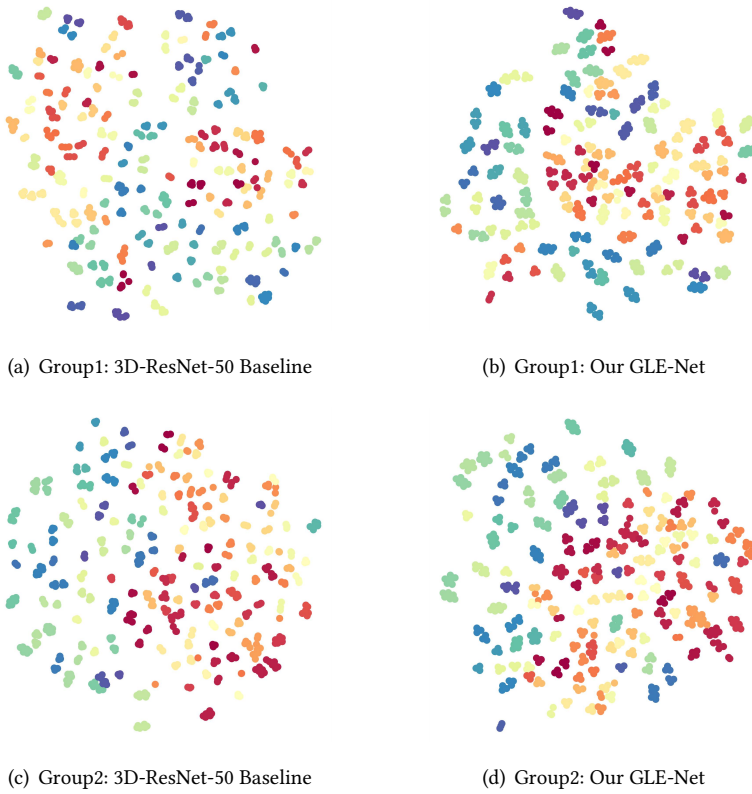 (a) Group1: 3D-ResNet-50 Baseline
(b) Group1: Our GLE-Net
(c) Group2: 3D-ResNet-50 Baseline
(d) Group2: Our GLE-Net